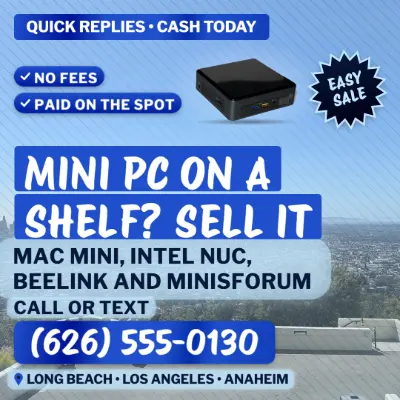 QUICK REPLIES • CASH TODAY
NO FEES
PAID ON THE SPOT
EASY
SALE
MINI PC ON A
SHELF? SELL IT
MAC MINI, INTEL NUC,
BEELINK AND MINISFORUM
CALL OR TEXT
(626) 555-0130
LONG BEACH • LOS ANGELES • ANAHEIM